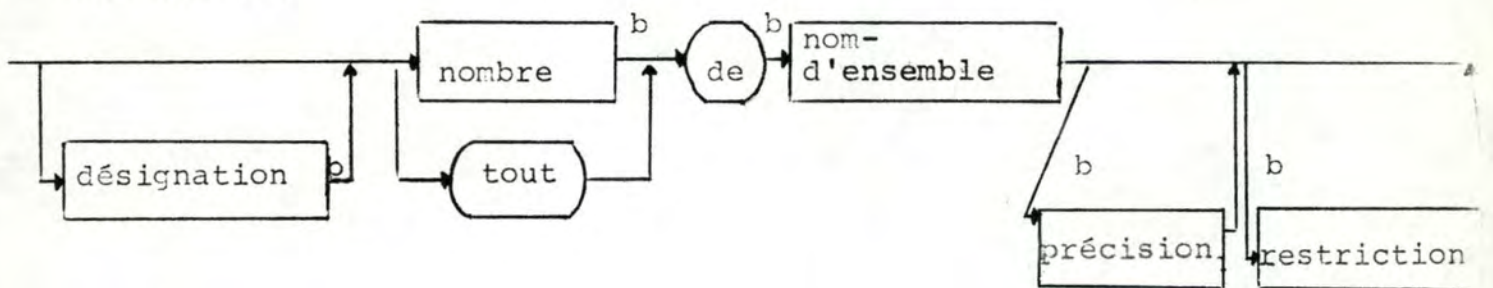 b
b
nombre
de
nom-
d'ensemble
désignation
b
tout
b
b
précision
restriction